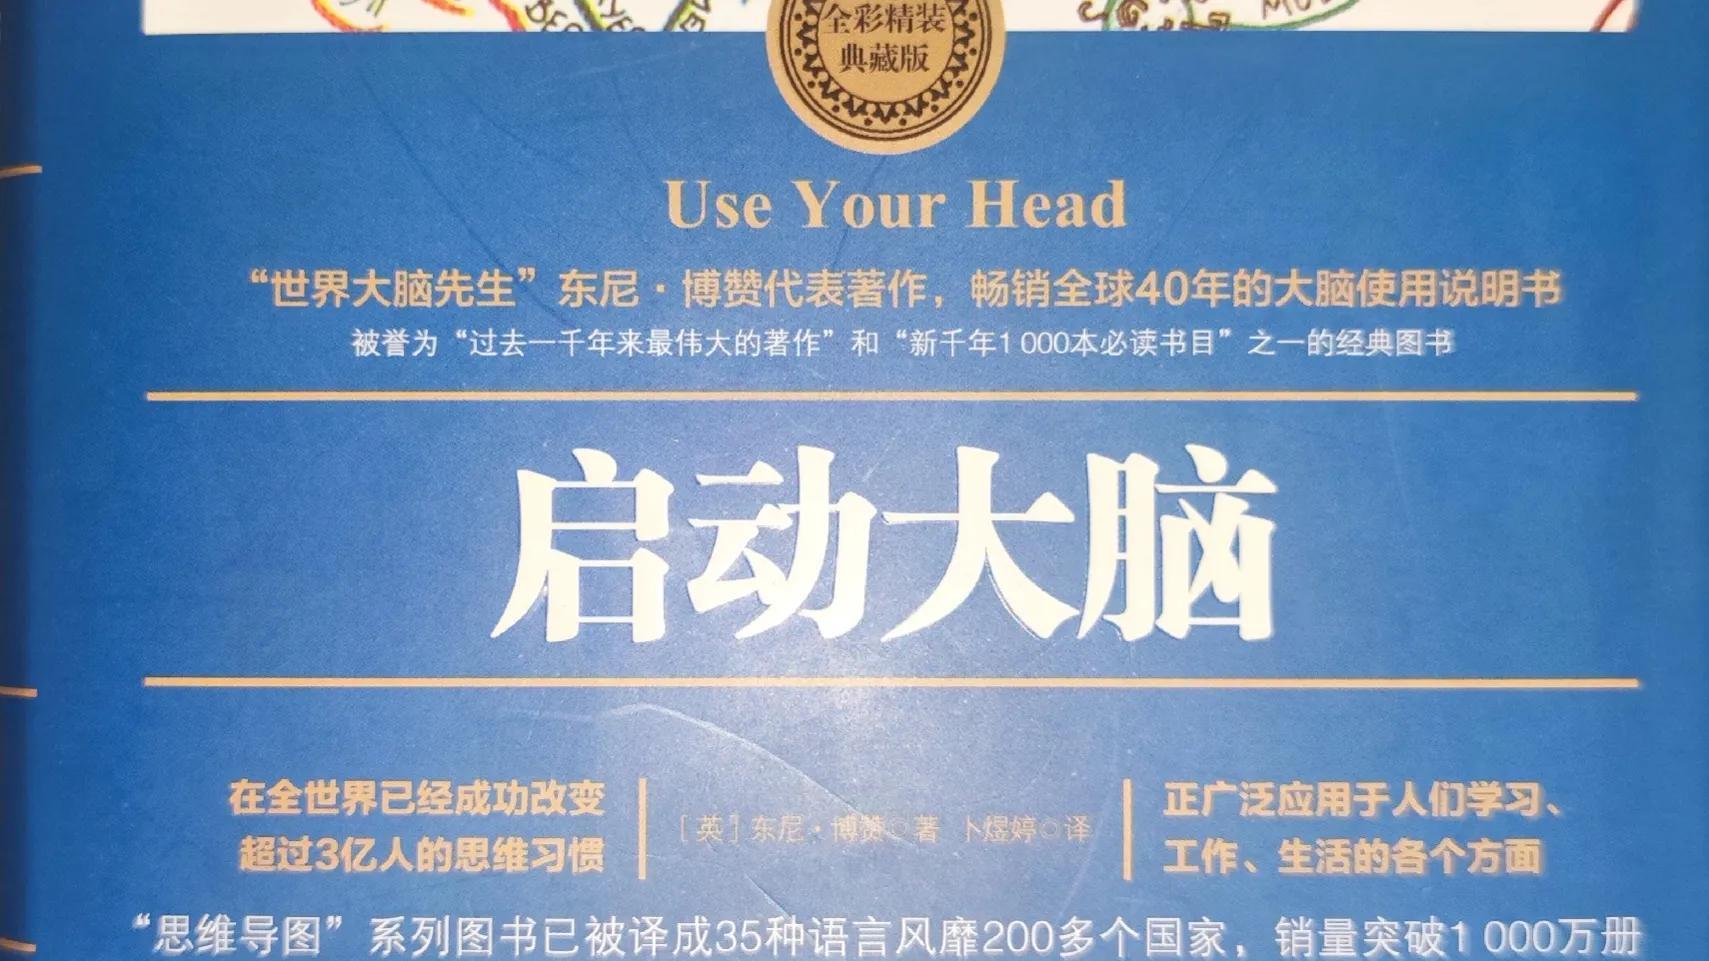 全彩精装
典藏版
Use Your Head
“世界大脑先生”东尼·博赞代表著作，畅销全球40年的大脑使用说明书
被誉为“过去一千年来最伟大的著作”和“新千年1 000本必读书目”之一的经典图书
启动大脑
在全世界已经成功改变
超过3亿人的思维习惯
[英]东尼·博赞◎著 卜煜婷◎译
正广泛应用于人们学习、
工作、生活的各个方面
“思维导图”系列图书已被译成35种语言风靡200多个国家，销量突破1 000万册